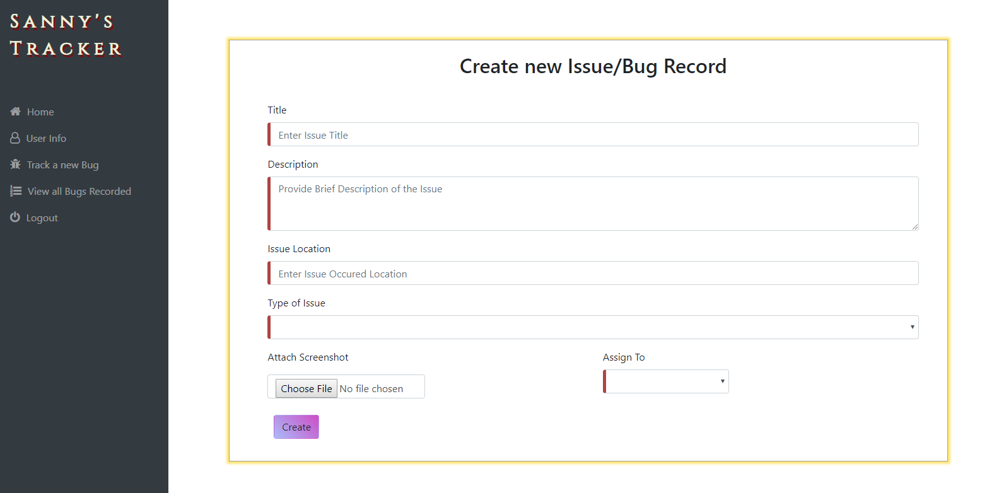 Sanny's
Tracker
Home
User Info
Track a new Bug
View all Bugs Recorded
Logout
Create new Issue/Bug Record
Title
Enter Issue Title
Description
Provide Brief Description of the Issue
Issue Location
Enter Issue Occured Location
Type of Issue
Attach Screenshot
Assign To
Choose File No file chosen
Create